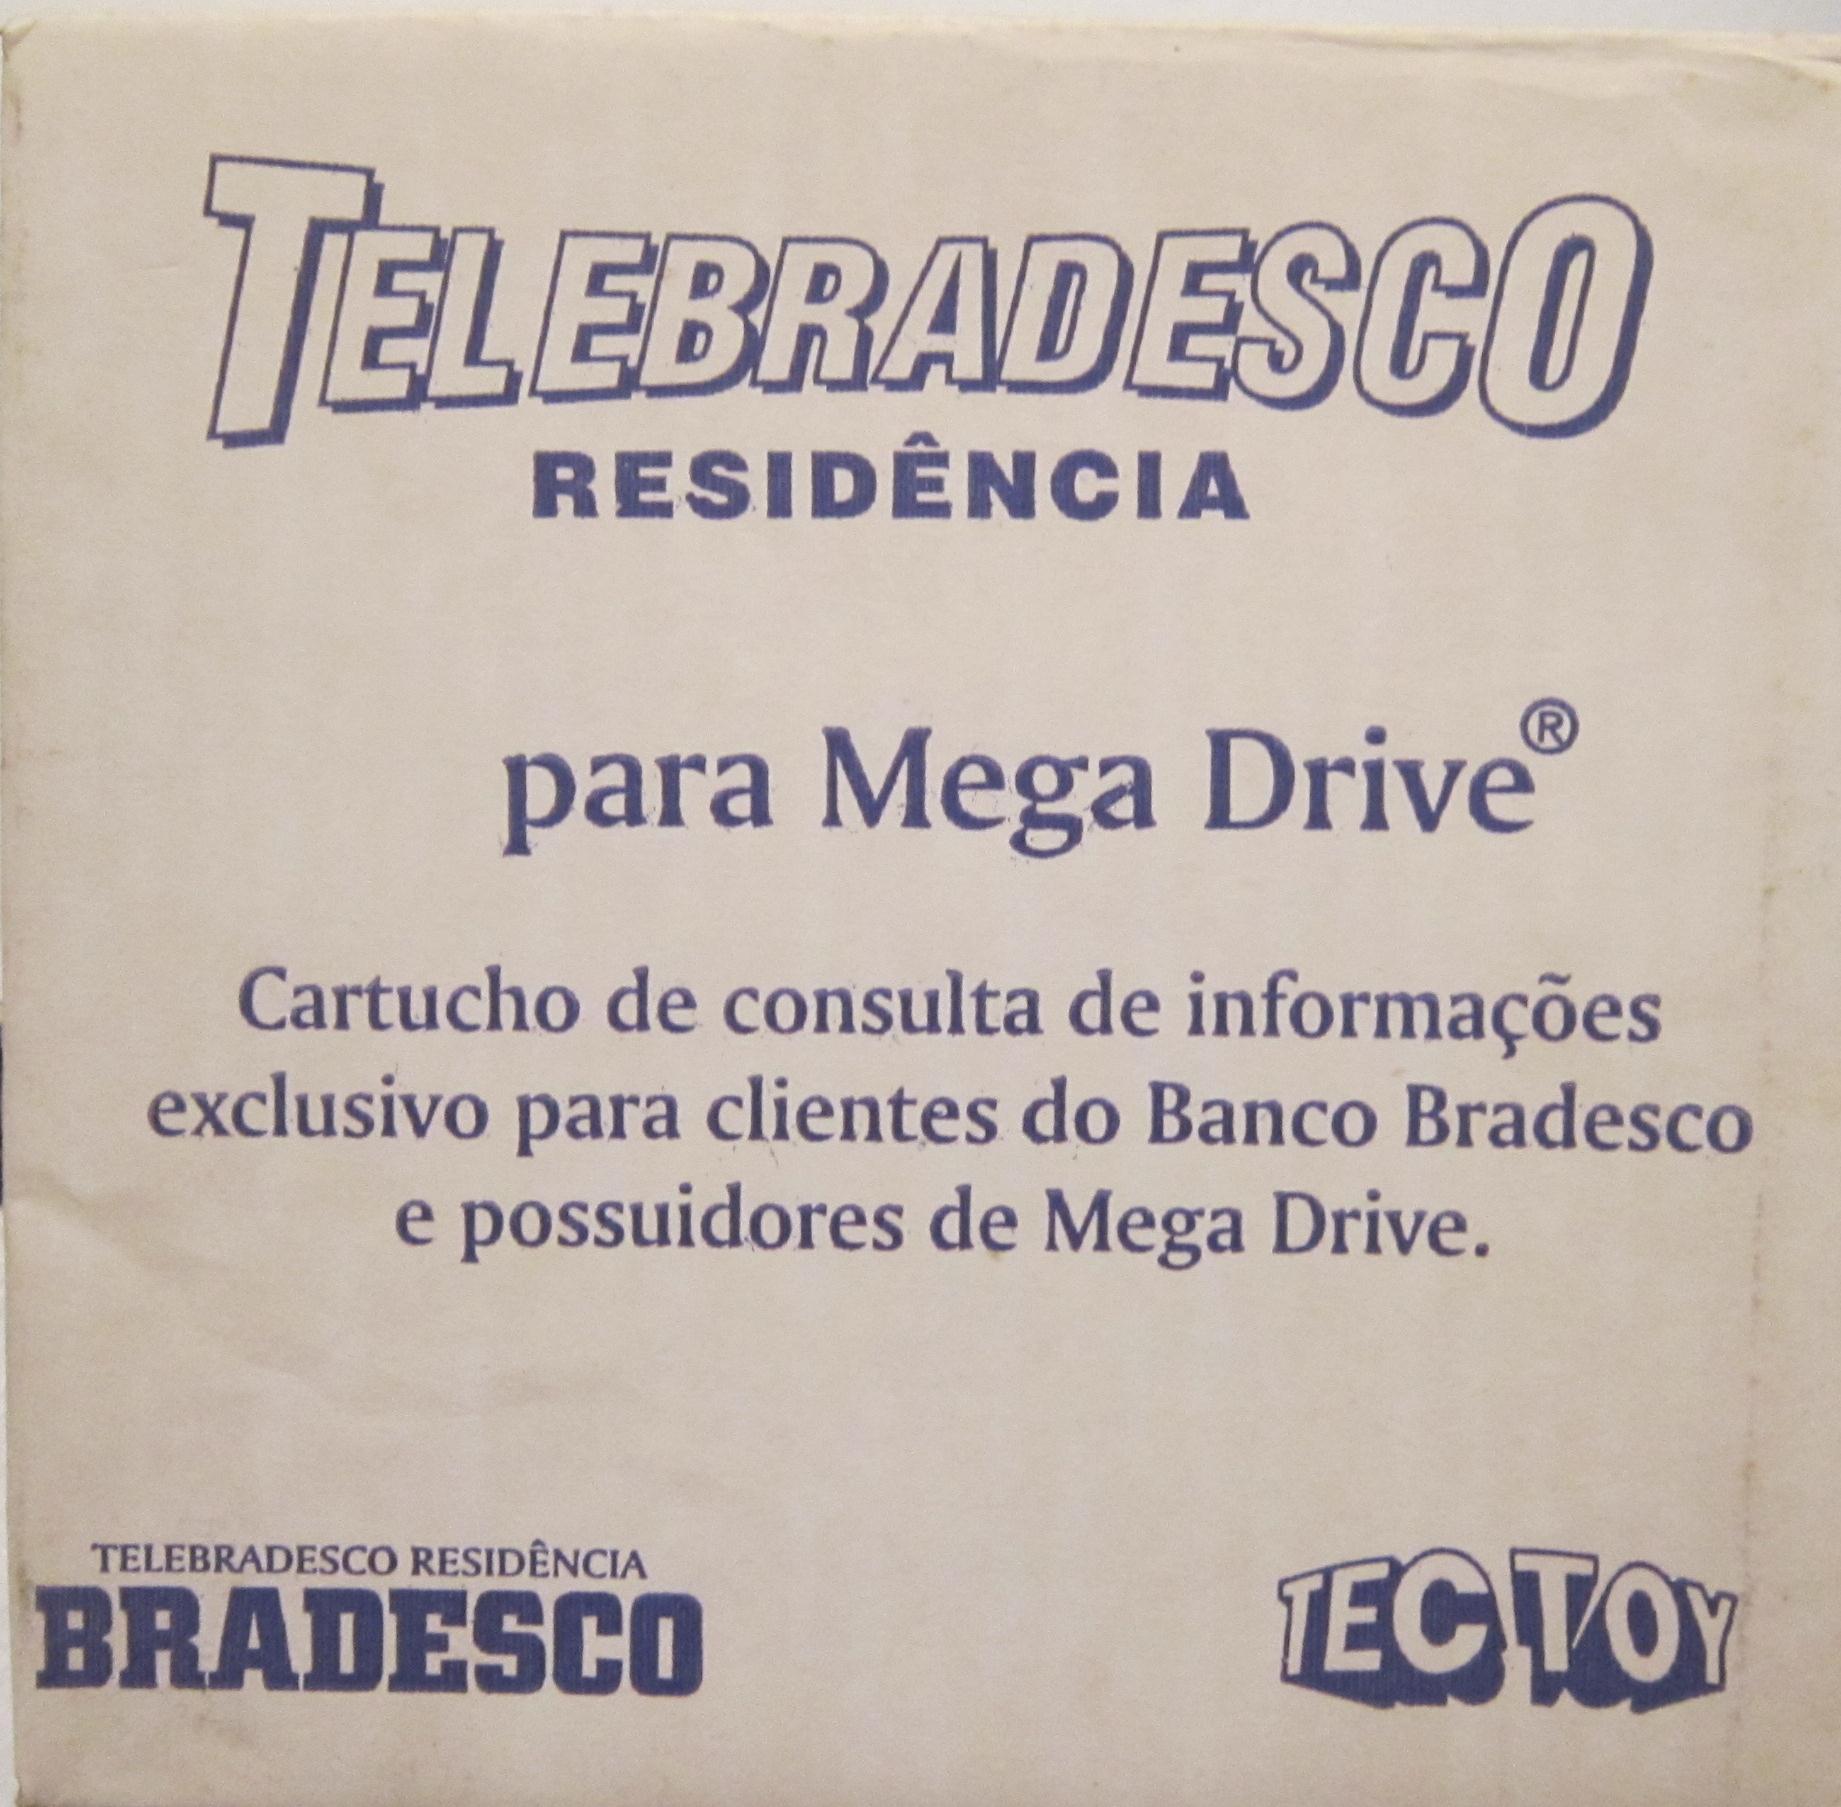 TELEBRADESCO
RESIDÊNCIA
para Mega Drive®
Cartucho de consulta de informações
exclusivo para clientes do Banco Bradesco
e possuidores de Mega Drive.
TELEBRADESCO RESIDÊNCIA
BRADESCO
TEC TOY